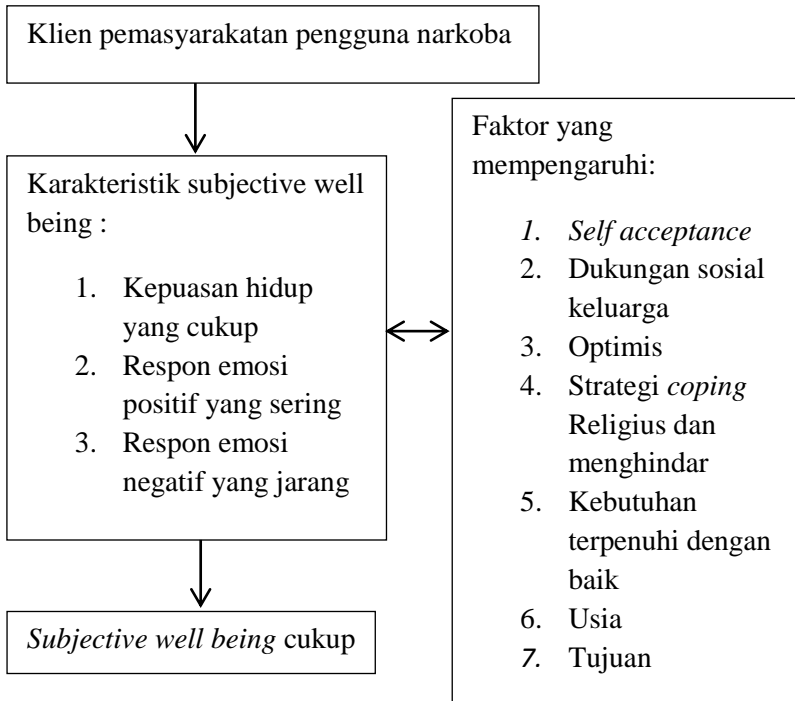 Klien pemasyarakatan pengguna narkoba
Karakteristik subjective well
being :
1. Kepuasan hidup
yang cukup
2. Respon emosi
positif yang sering
3. Respon emosi
negatif yang jarang
Subjective well being cukup
Faktor yang
mempengaruhi:
1. Self acceptance
2. Dukungan sosial
keluarga
3. Optimis
4. Strategi coping
Religius dan
menghindar
5. Kebutuhan
terpenuhi dengan
baik
6. Usia
7. Tujuan